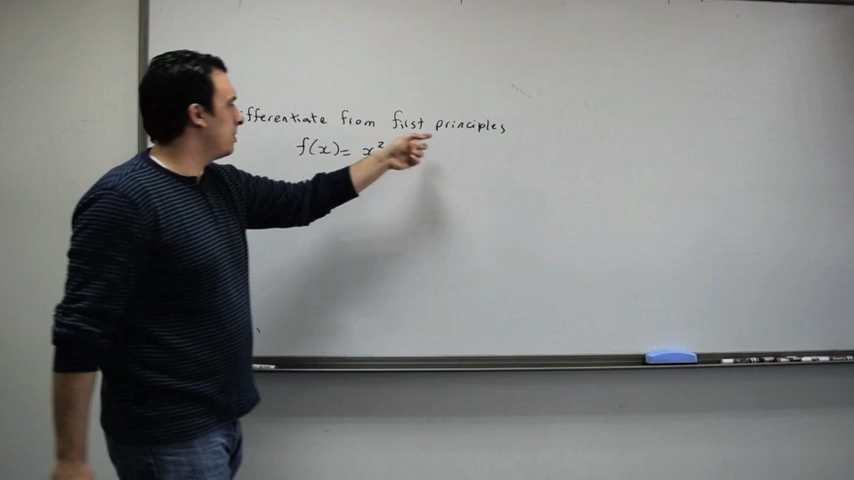 ifferentiate from first principles
f(x)= x²